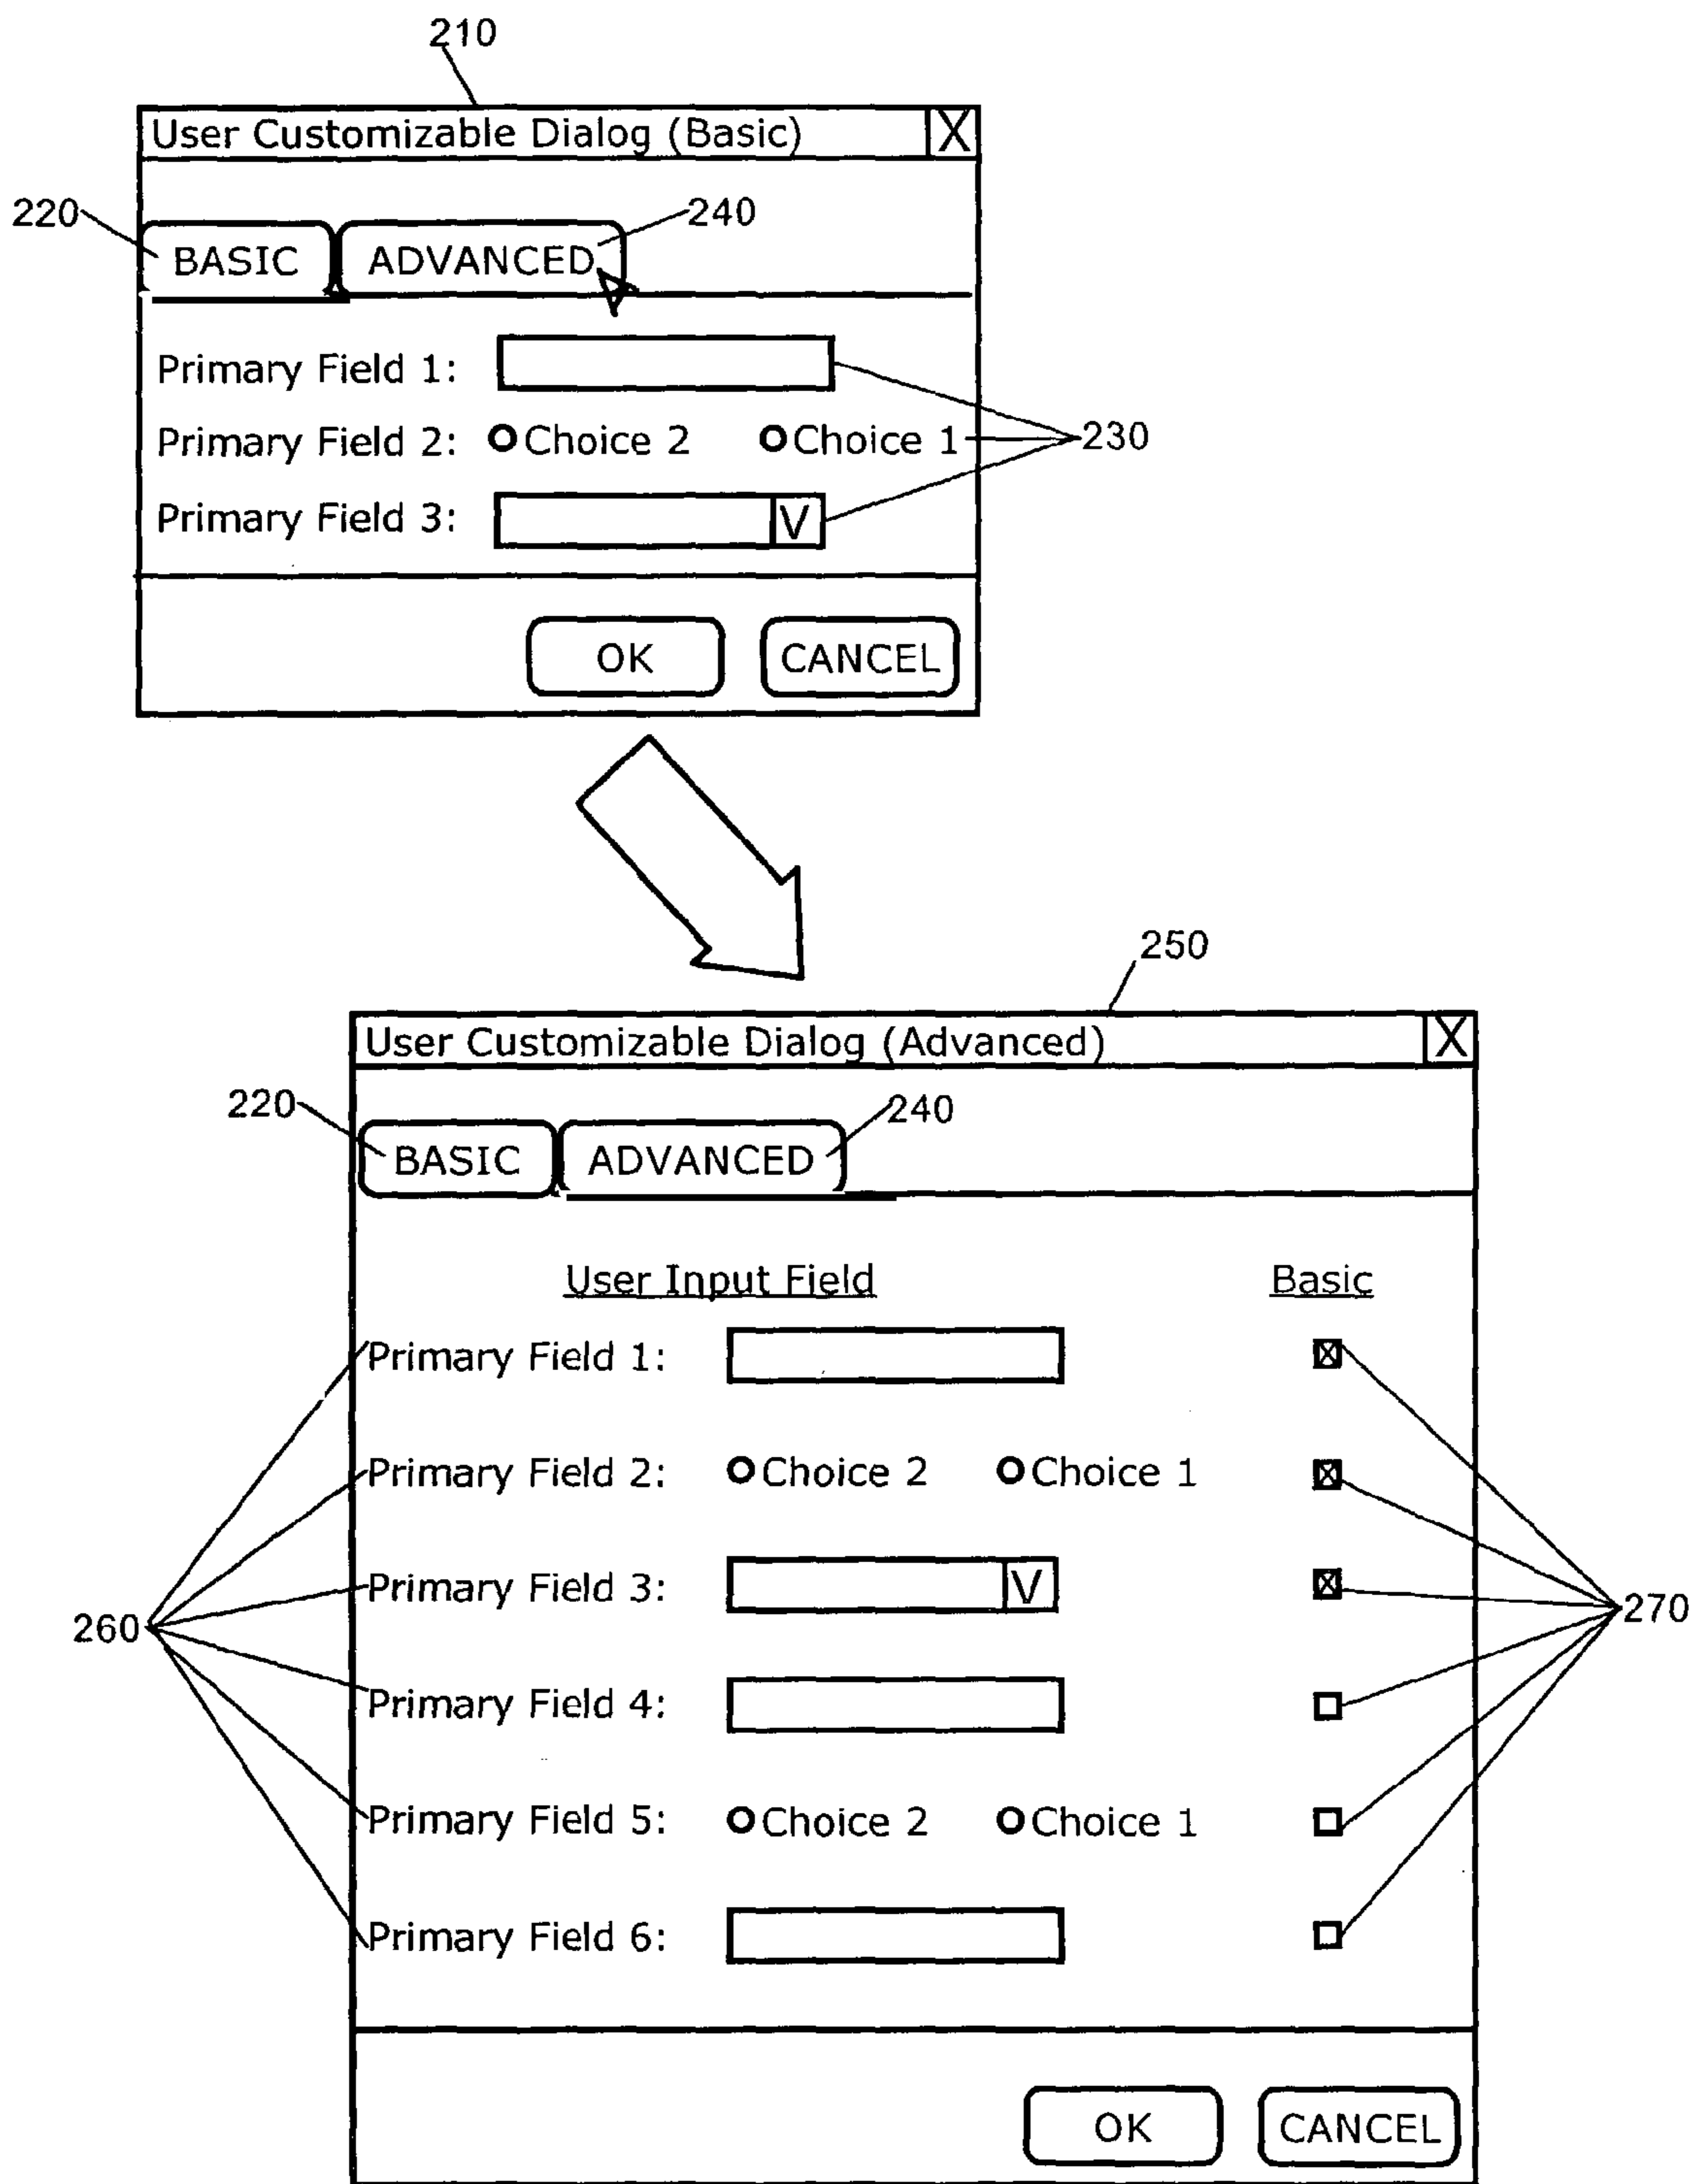 210
User Customizable Dialog (Basic) X
220 240
BASIC ADVANCED
Primary Field 1:
Primary Field 2: Choice 2 Choice 1 230
Primary Field 3: V
OK CANCEL
250
User Customizable Dialog (Advanced) X
220 240
BASIC ADVANCED
User Input Field Basic
Primary Field 1:
Primary Field 2: Choice 2 Choice 1
Primary Field 3: V
260 270
Primary Field 4:
Primary Field 5: Choice 2 Choice 1
Primary Field 6:
OK CANCEL